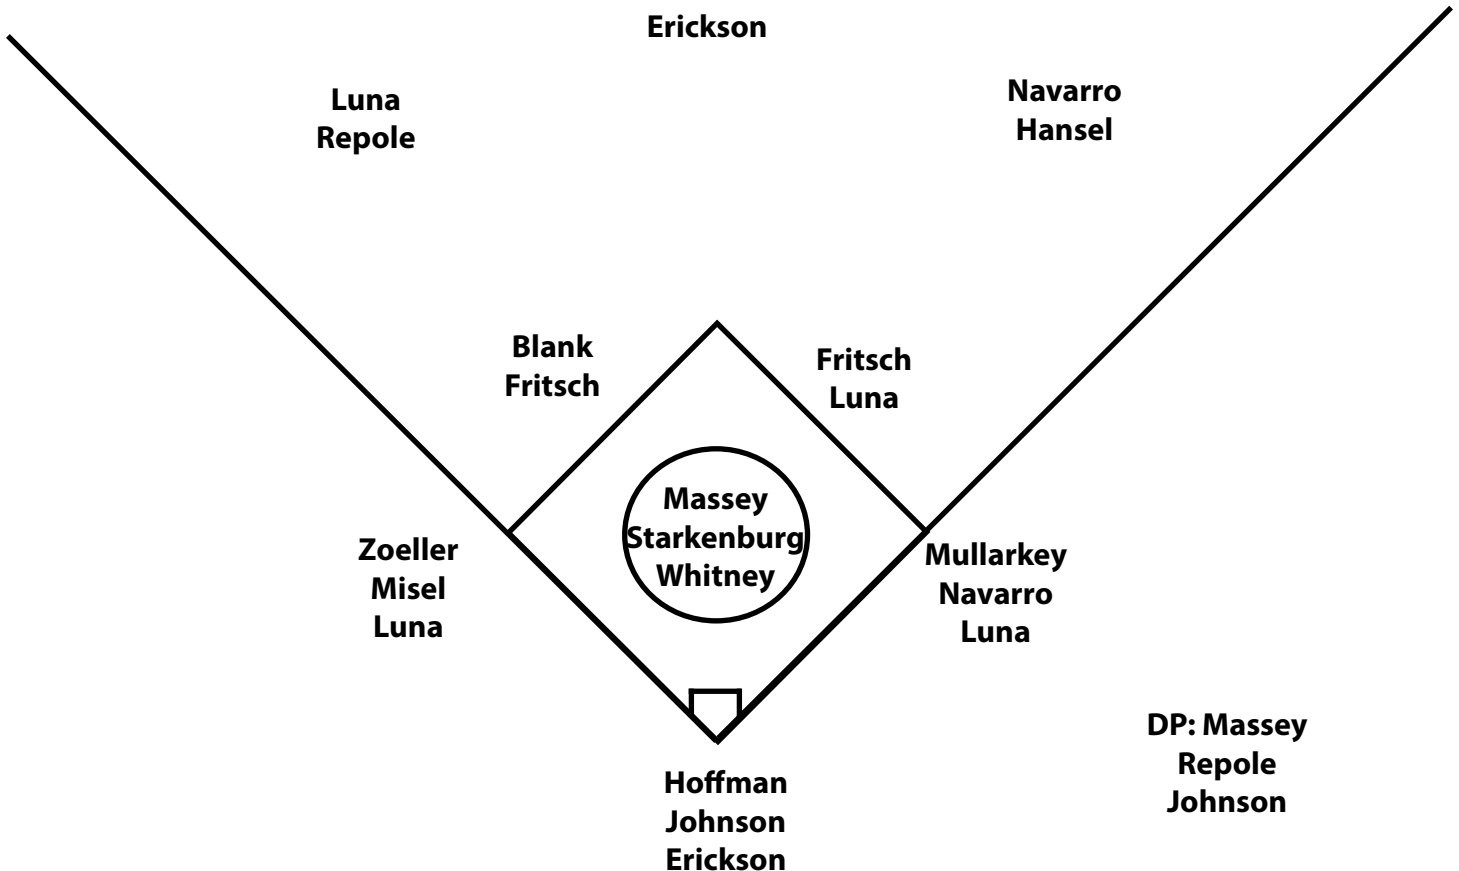 Erickson
Luna
Repole
Navarro
Hansel
Blank
Fritsch
Fritsch
Luna
Massey
Starkenburg
Whitney
Zoeller
Misel
Luna
Mullarkey
Navarro
Luna
DP: Massey
Repole
Johnson
Hoffman
Johnson
Erickson